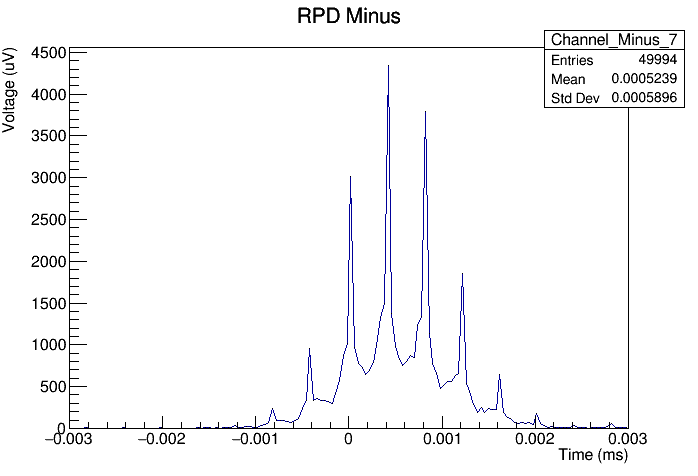 RPD Minus
Channel_Minus_7
Entries 49994
Mean 0.0005239
Std Dev 0.0005896
Voltage (uV)
4500
4000
3500
3000
2500
2000
1500
1000
500
0
−0.003 −0.002 −0.001 0 0.001 0.002 0.003
Time (ms)